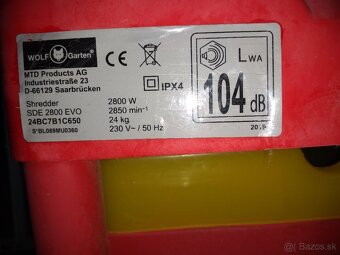 WOLF Garten®
MTD Products AG
Industriestraße 23
D-66129 Saarbrücken
IPX4
Shredder 2800 W
SDE 2800 EVO 2850 min⁻¹
24BC7B1C650 24 kg
230 V~ / 50 Hz
LWA
104 dB
bazos.sk